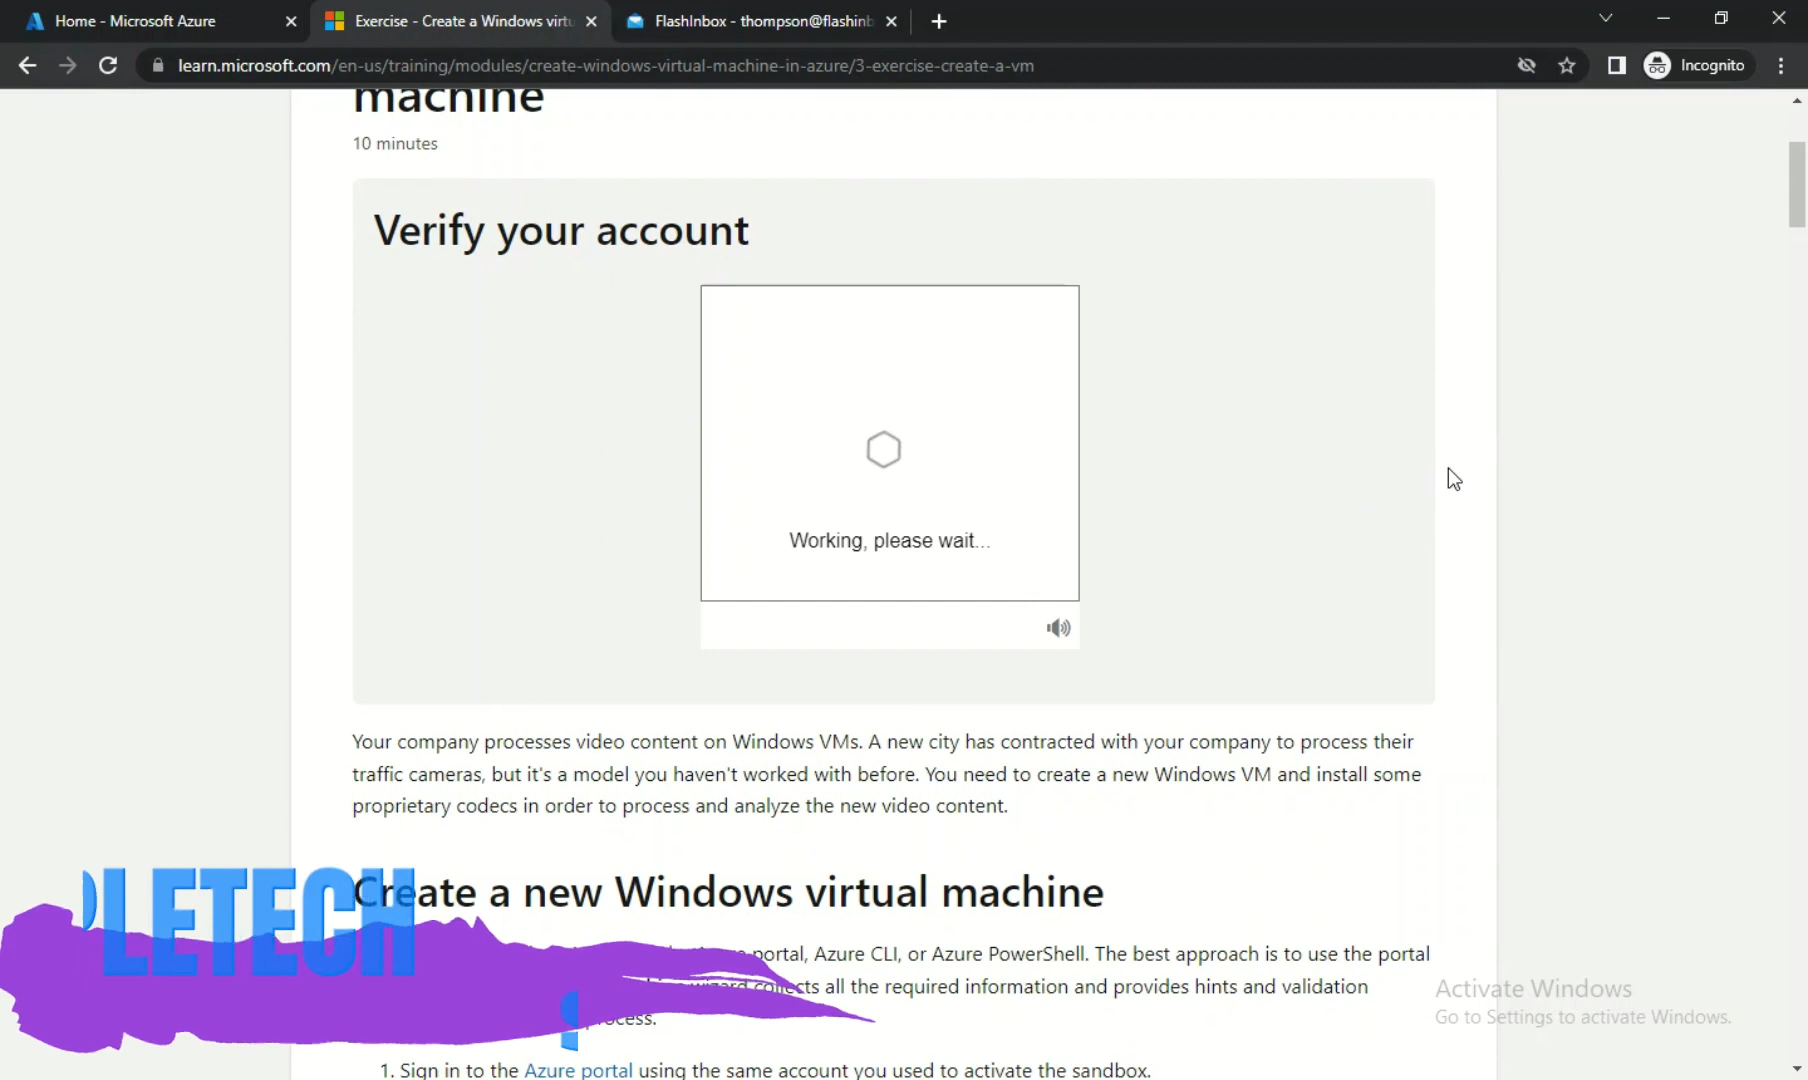 Home - Microsoft Azure
Exercise - Create a Windows virtu
FlashInbox - thompson@flashinb
learn.microsoft.com/en-us/training/modules/create-windows-virtual-machine-in-azure/3-exercise-create-a-vm
Incognito
machine
10 minutes
Verify your account
Working, please wait...
Your company processes video content on Windows VMs. A new city has contracted with your company to process their
traffic cameras, but it's a model you haven't worked with before. You need to create a new Windows VM and install some
proprietary codecs in order to process and analyze the new video content.
Create a new Windows virtual machine
LETECH
portal, Azure CLI, or Azure PowerShell. The best approach is to use the portal
wizard collects all the required information and provides hints and validation
process.
Activate Windows
Go to Settings to activate Windows.
1. Sign in to the Azure portal using the same account you used to activate the sandbox.